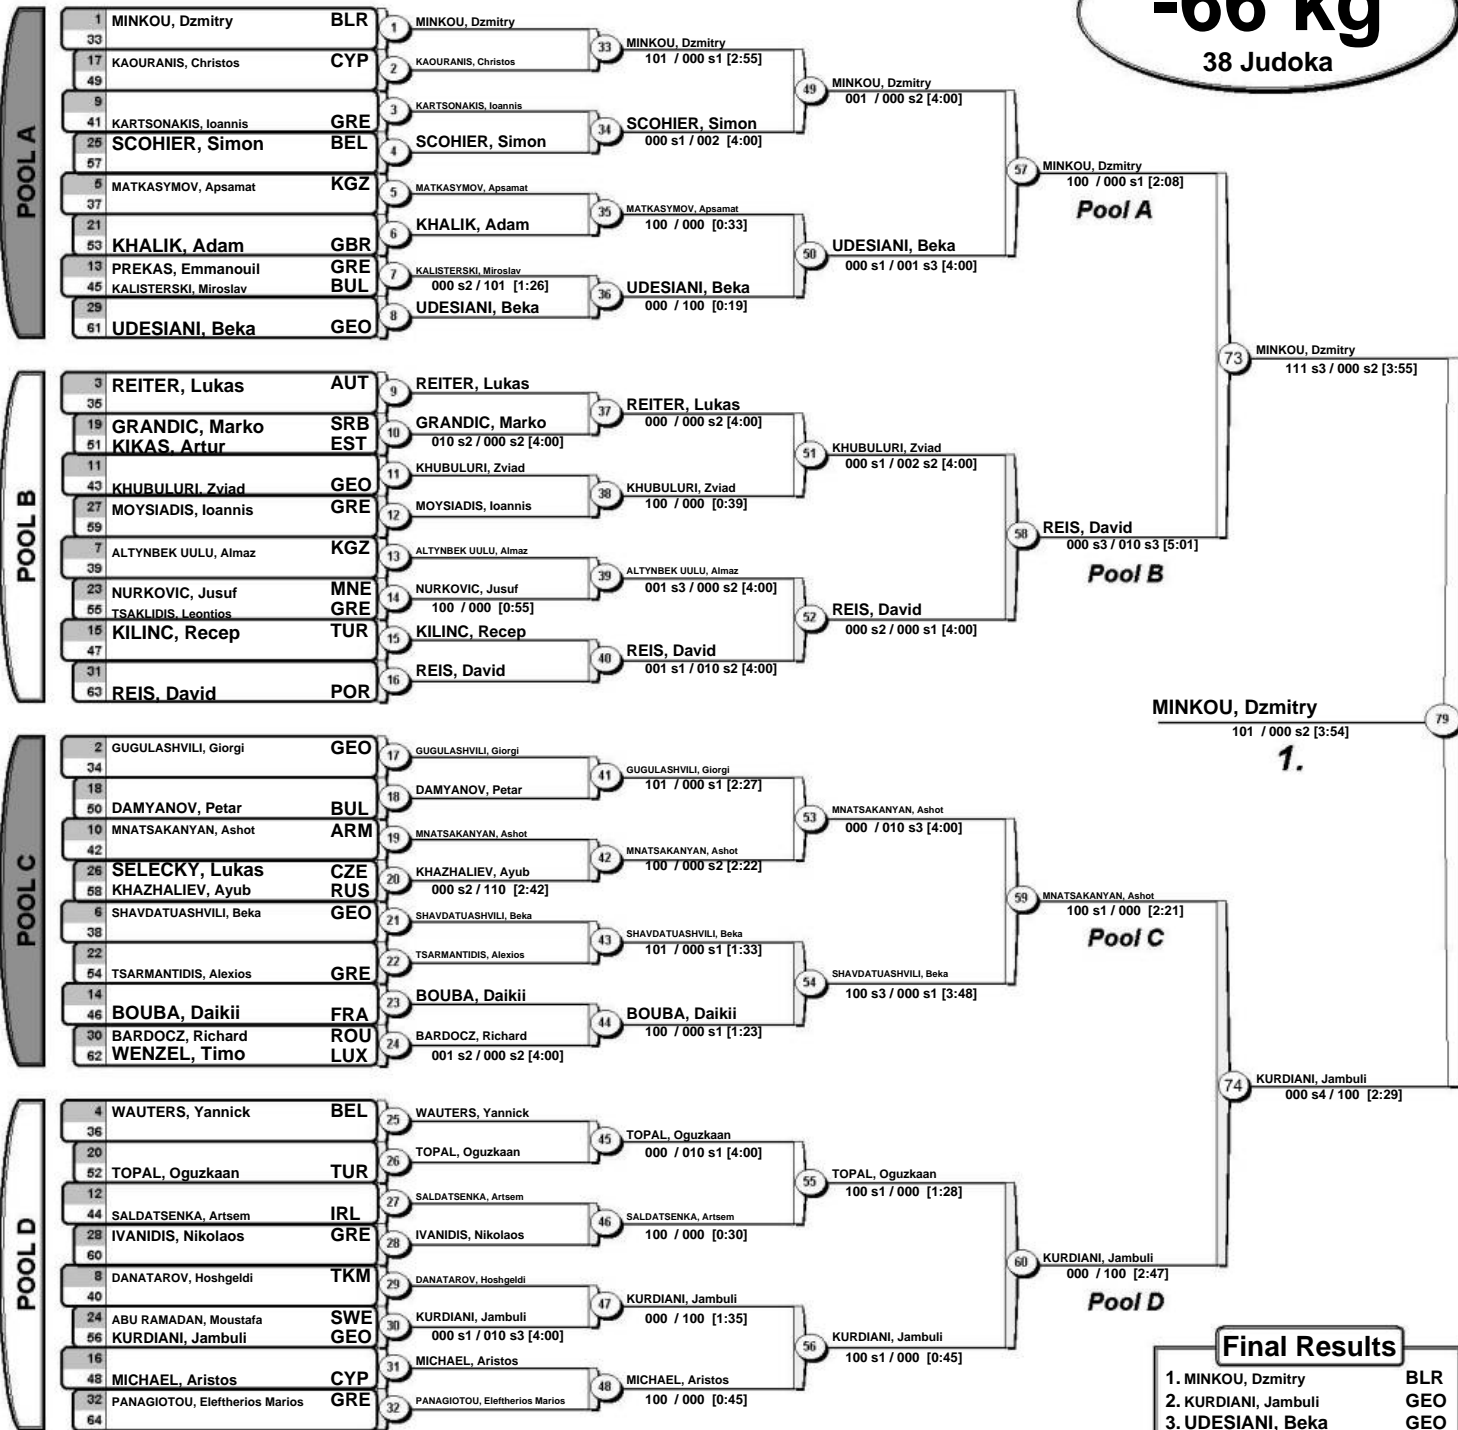 -66 kg
38 Judoka
POOL A
1 MINKOU, Dzmitry BLR
33
17 KAOURANIS, Christos CYP
49
9
41 KARTSONAKIS, Ioannis GRE
25 SCOHIER, Simon BEL
57
5 MATKASYMOV, Apsamat KGZ
37
21
53 KHALIK, Adam GBR
13 PREKAS, Emmanouil GRE
45 KALISTERSKI, Miroslav BUL
29
61 UDESIANI, Beka GEO
1 MINKOU, Dzmitry
2 KAOURANIS, Christos
3 KARTSONAKIS, Ioannis
4 SCOHIER, Simon
5 MATKASYMOV, Apsamat
6 KHALIK, Adam
7 KALISTERSKI, Miroslav
000 s2 / 101 [1:26]
8 UDESIANI, Beka
33 MINKOU, Dzmitry
101 / 000 s1 [2:55]
34 SCOHIER, Simon
000 s1 / 002 [4:00]
35 MATKASYMOV, Apsamat
100 / 000 [0:33]
36 UDESIANI, Beka
000 / 100 [0:19]
49 MINKOU, Dzmitry
001 / 000 s2 [4:00]
50 UDESIANI, Beka
000 s1 / 001 s3 [4:00]
57 MINKOU, Dzmitry
100 / 000 s1 [2:08]
Pool A
POOL B
3 REITER, Lukas AUT
35
19 GRANDIC, Marko SRB
51 KIKAS, Artur EST
11
43 KHUBULURI, Zviad GEO
27 MOYSIADIS, Ioannis GRE
59
7 ALTYNBEK UULU, Almaz KGZ
39
23 NURKOVIC, Jusuf MNE
55 TSAKLIDIS, Leontios GRE
15 KILINC, Recep TUR
47
31
63 REIS, David POR
9 REITER, Lukas
10 GRANDIC, Marko
010 s2 / 000 s2 [4:00]
11 KHUBULURI, Zviad
12 MOYSIADIS, Ioannis
13 ALTYNBEK UULU, Almaz
14 NURKOVIC, Jusuf
100 / 000 [0:55]
15 KILINC, Recep
16 REIS, David
37 REITER, Lukas
000 / 000 s2 [4:00]
38 KHUBULURI, Zviad
100 / 000 [0:39]
39 ALTYNBEK UULU, Almaz
001 s3 / 000 s2 [4:00]
40 REIS, David
001 s1 / 010 s2 [4:00]
51 KHUBULURI, Zviad
000 s1 / 002 s2 [4:00]
52 REIS, David
000 s2 / 000 s1 [4:00]
58 REIS, David
000 s3 / 010 s3 [5:01]
Pool B
73 MINKOU, Dzmitry
111 s3 / 000 s2 [3:55]
MINKOU, Dzmitry 79
101 / 000 s2 [3:54]
1.
POOL C
2 GUGULASHVILI, Giorgi GEO
34
18
50 DAMYANOV, Petar BUL
10 MNATSAKANYAN, Ashot ARM
42
26 SELECKY, Lukas CZE
58 KHAZHALIEV, Ayub RUS
6 SHAVDATUASHVILI, Beka GEO
38
22
54 TSARMANTIDIS, Alexios GRE
14
46 BOUBA, Daikii FRA
30 BARDOCZ, Richard ROU
62 WENZEL, Timo LUX
17 GUGULASHVILI, Giorgi
18 DAMYANOV, Petar
19 MNATSAKANYAN, Ashot
20 KHAZHALIEV, Ayub
000 s2 / 110 [2:42]
21 SHAVDATUASHVILI, Beka
22 TSARMANTIDIS, Alexios
23 BOUBA, Daikii
24 BARDOCZ, Richard
001 s2 / 000 s2 [4:00]
41 GUGULASHVILI, Giorgi
101 / 000 s1 [2:27]
42 MNATSAKANYAN, Ashot
100 / 000 s2 [2:22]
43 SHAVDATUASHVILI, Beka
101 / 000 s1 [1:33]
44 BOUBA, Daikii
100 / 000 s1 [1:23]
53 MNATSAKANYAN, Ashot
000 / 010 s3 [4:00]
54 SHAVDATUASHVILI, Beka
100 s3 / 000 s1 [3:48]
59 MNATSAKANYAN, Ashot
100 s1 / 000 [2:21]
Pool C
74 KURDIANI, Jambuli
000 s4 / 100 [2:29]
POOL D
4 WAUTERS, Yannick BEL
36
20
52 TOPAL, Oguzkaan TUR
12
44 SALDATSENKA, Artsem IRL
28 IVANIDIS, Nikolaos GRE
60
8 DANATAROV, Hoshgeldi TKM
40
24 ABU RAMADAN, Moustafa SWE
56 KURDIANI, Jambuli GEO
16
48 MICHAEL, Aristos CYP
32 PANAGIOTOU, Eleftherios Marios GRE
64
25 WAUTERS, Yannick
26 TOPAL, Oguzkaan
27 SALDATSENKA, Artsem
28 IVANIDIS, Nikolaos
29 DANATAROV, Hoshgeldi
30 KURDIANI, Jambuli
000 s1 / 010 s3 [4:00]
31 MICHAEL, Aristos
32 PANAGIOTOU, Eleftherios Marios
45 TOPAL, Oguzkaan
000 / 010 s1 [4:00]
46 SALDATSENKA, Artsem
100 / 000 [0:30]
47 KURDIANI, Jambuli
000 / 100 [1:35]
48 MICHAEL, Aristos
100 / 000 [0:45]
55 TOPAL, Oguzkaan
100 s1 / 000 [1:28]
56 KURDIANI, Jambuli
100 s1 / 000 [0:45]
60 KURDIANI, Jambuli
000 / 100 [2:47]
Pool D
Final Results
1. MINKOU, Dzmitry BLR
2. KURDIANI, Jambuli GEO
3. UDESIANI, Beka GEO